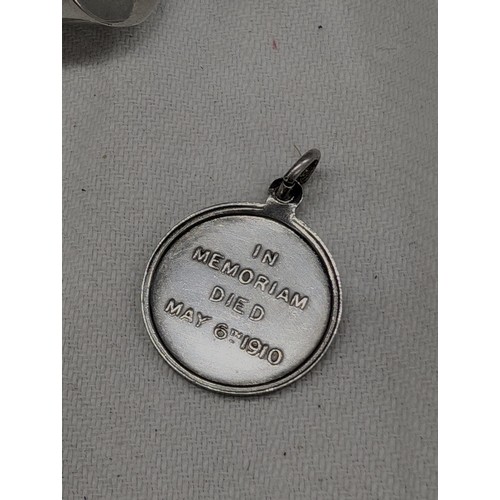 IN
MEMORIAM
DIED
MAY 6TH 1910